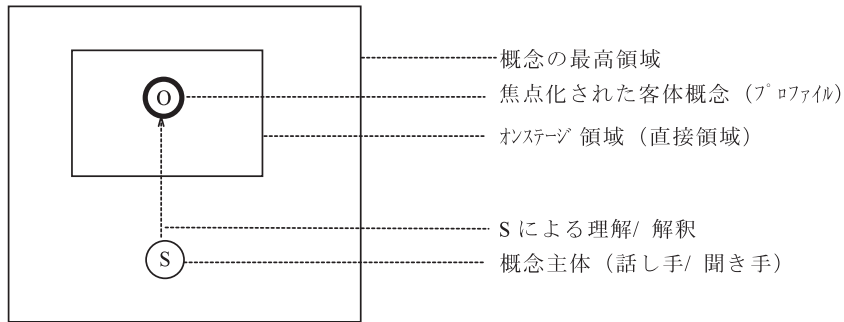 概念の最高領域
O
焦点化された客体概念（ﾌﾟﾛﾌｧｲﾙ）
ｵﾝｽﾃｰｼﾞ 領域（直接領域）
S による理解/ 解釈
S
概念主体（話し手/ 聞き手）